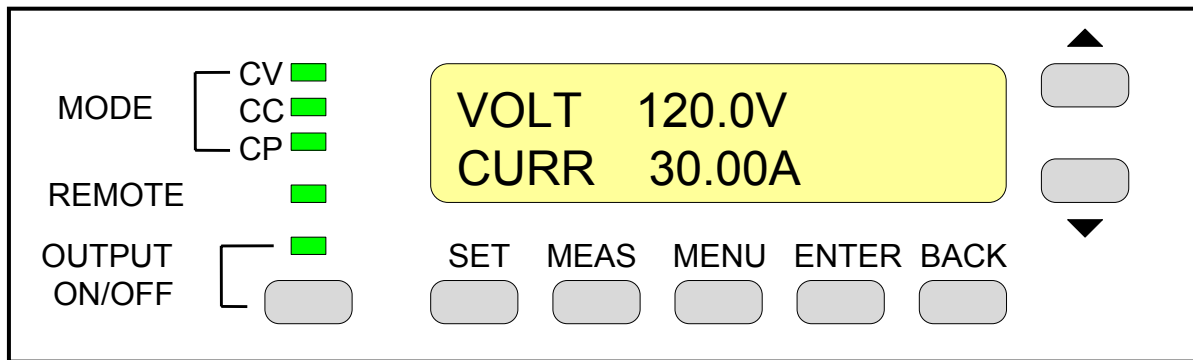 MODE
CV
CC
CP
REMOTE
OUTPUT
ON/OFF
VOLT 120.0V
CURR 30.00A
SET MEAS MENU ENTER BACK